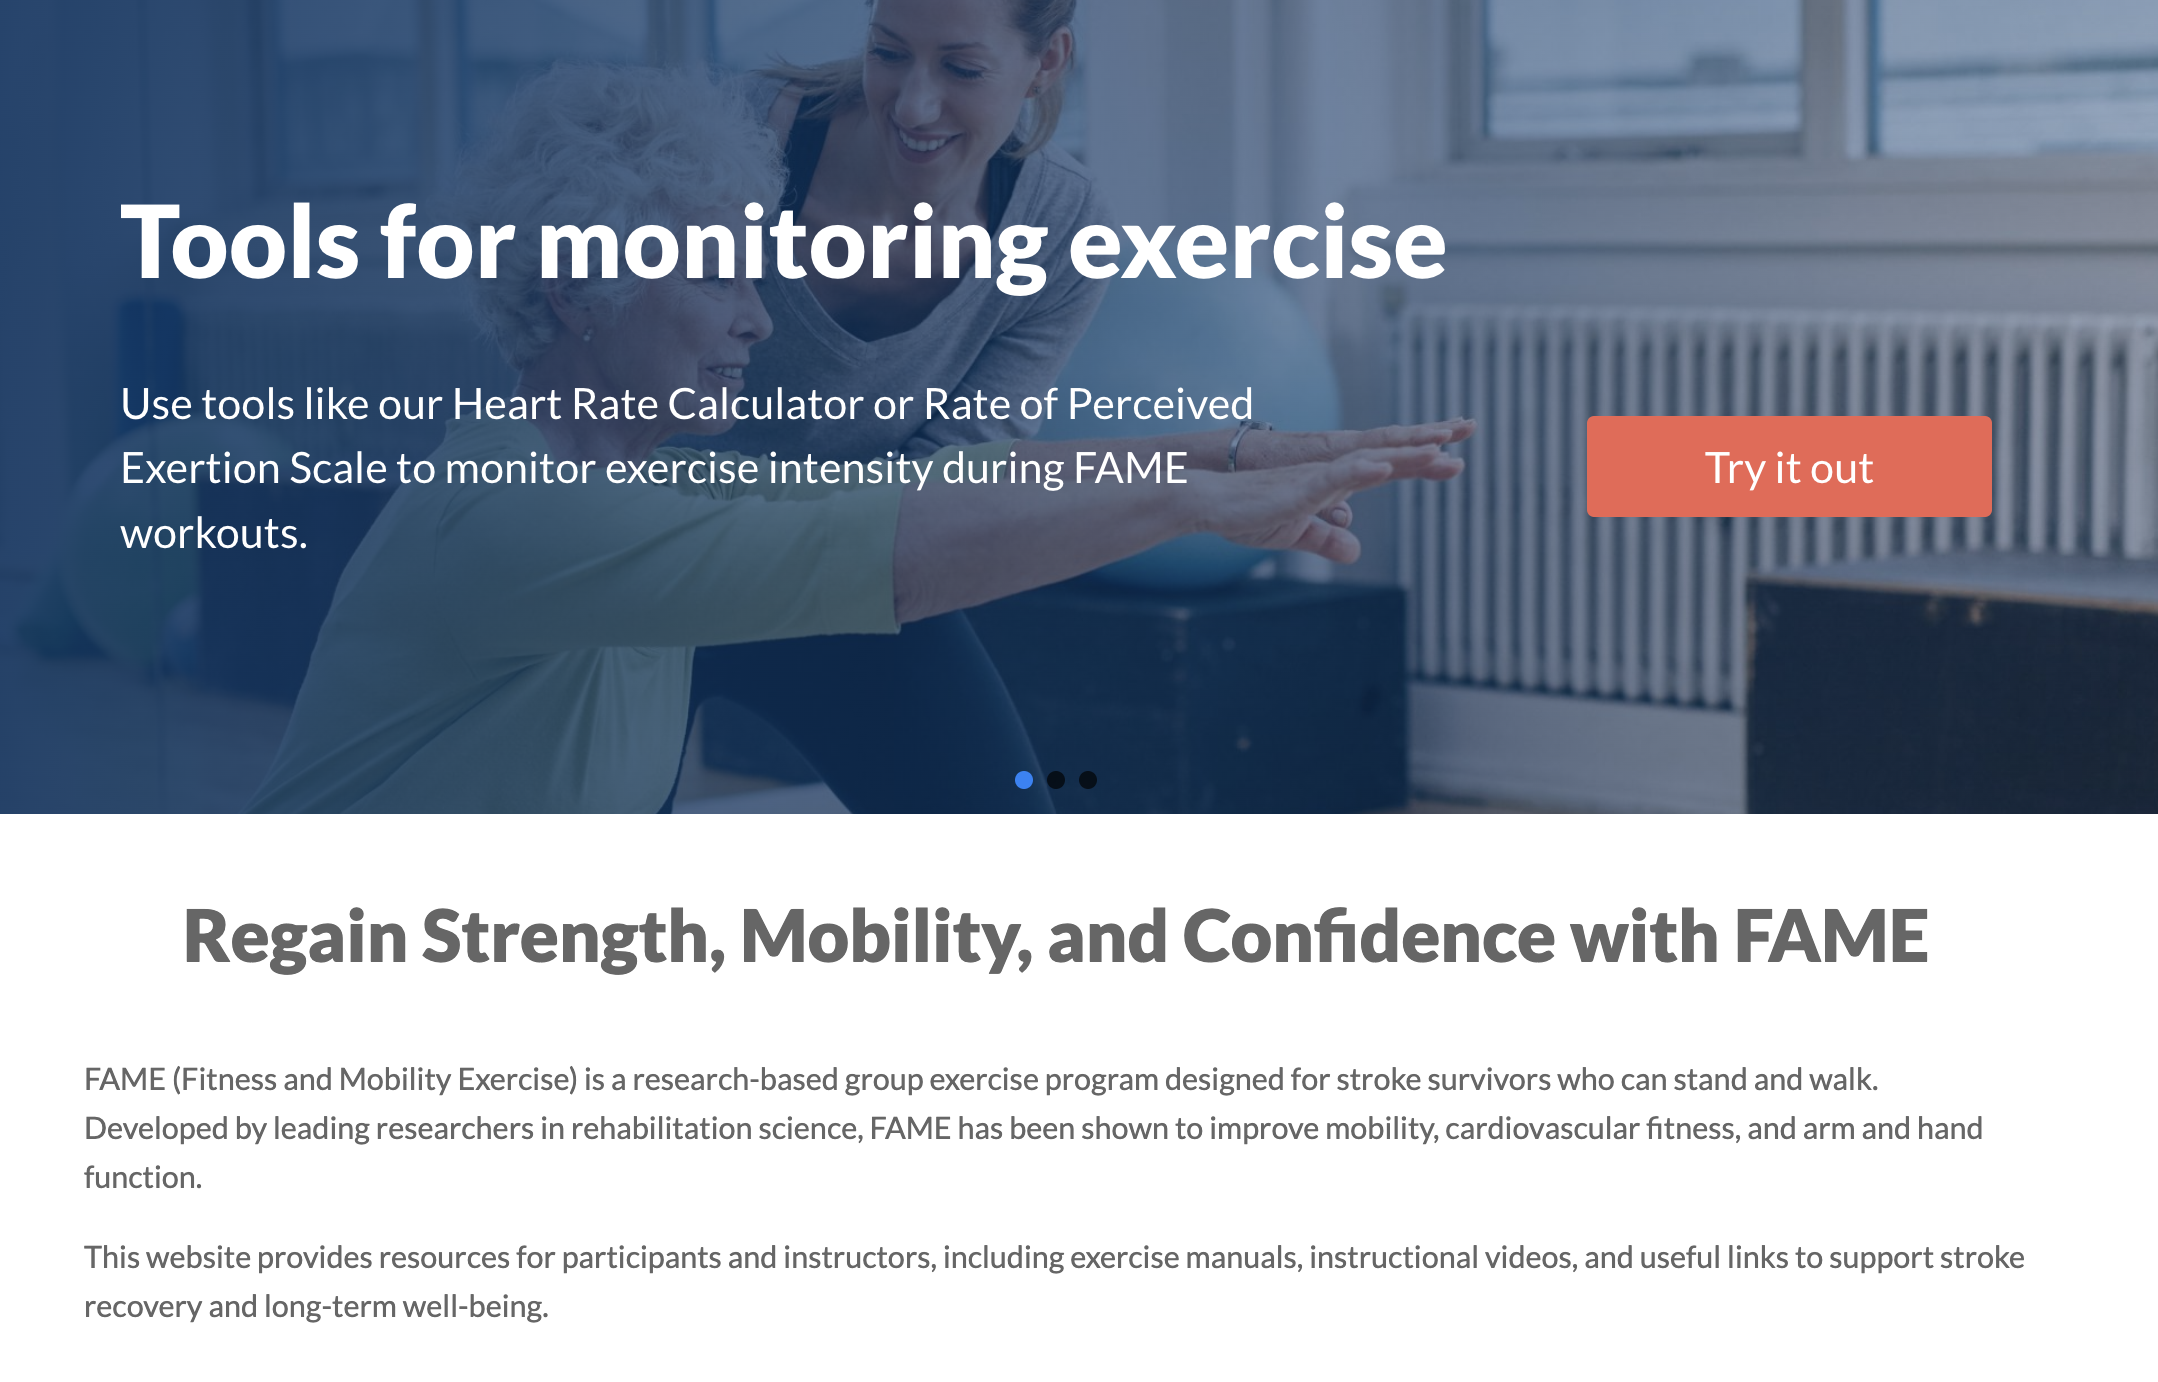 Tools for monitoring exercise
Use tools like our Heart Rate Calculator or Rate of Perceived
Exertion Scale to monitor exercise intensity during FAME
workouts.
Try it out
Regain Strength, Mobility, and Confidence with FAME
FAME (Fitness and Mobility Exercise) is a research-based group exercise program designed for stroke survivors who can stand and walk.
Developed by leading researchers in rehabilitation science, FAME has been shown to improve mobility, cardiovascular fitness, and arm and hand
function.
This website provides resources for participants and instructors, including exercise manuals, instructional videos, and useful links to support stroke
recovery and long-term well-being.